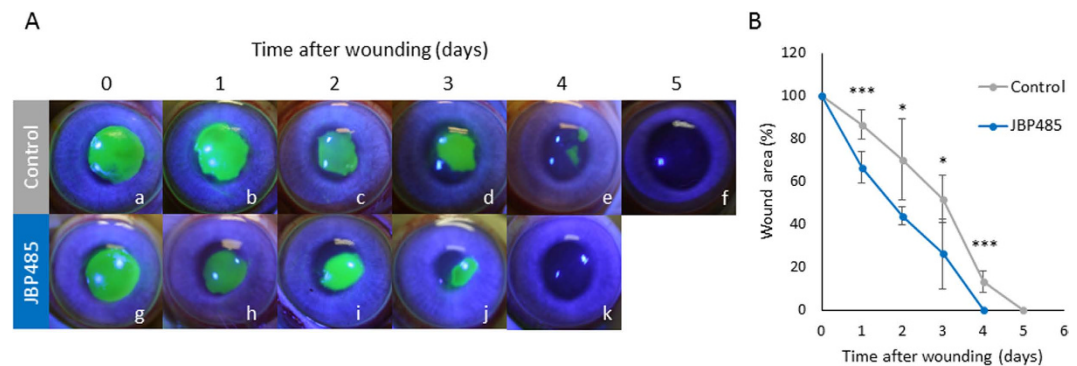 A
Time after wounding (days)
0 1 2 3 4 5
Control
a b c d e f
JBP485
g h i j k
B
120
100
80
60
40
20
0
Wound area (%)
*** * * ***
Control
JBP485
0 1 2 3 4 5 6
Time after wounding (days)